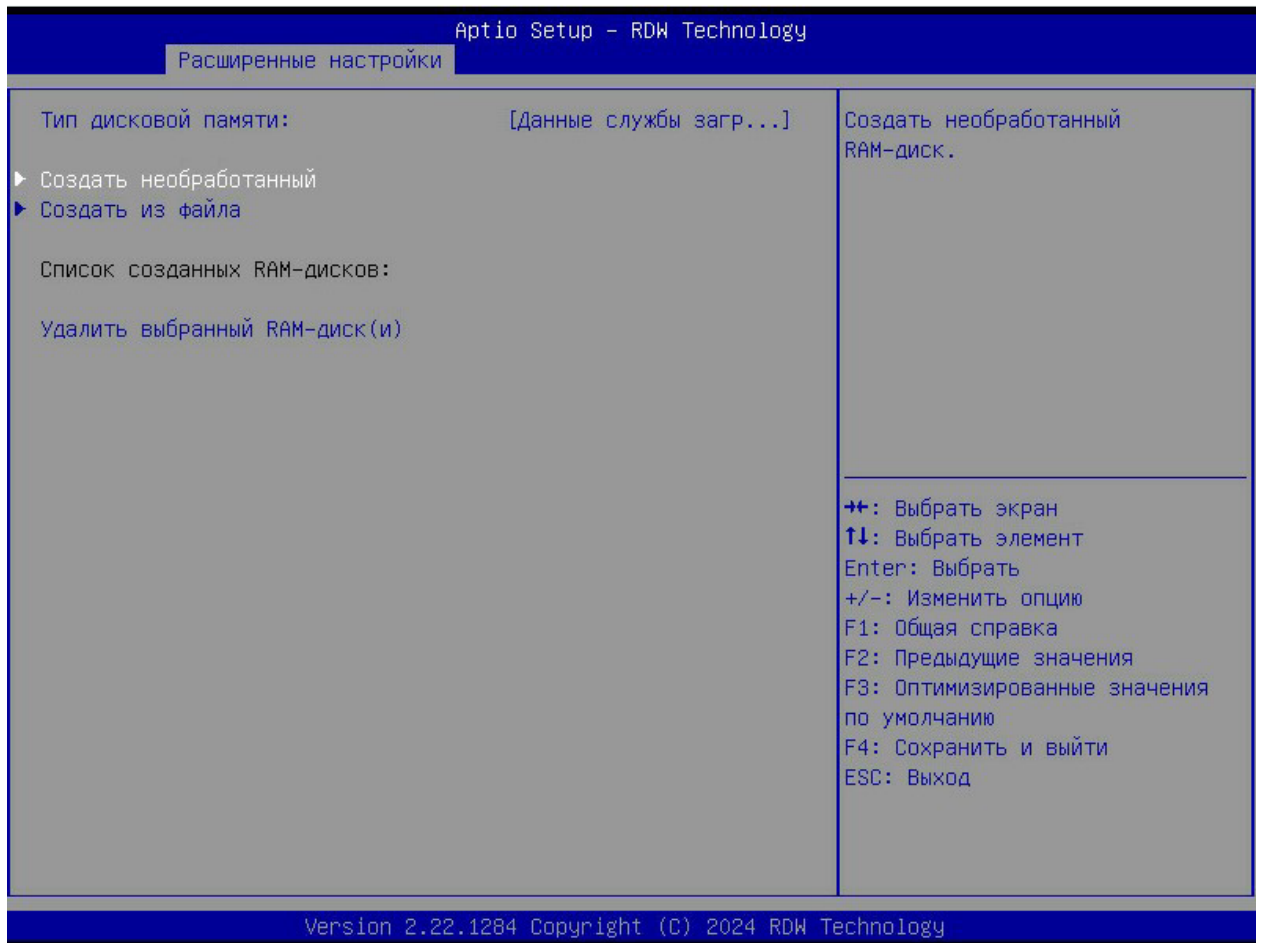 Aptio Setup – RDW Technology
Расширенные настройки
Тип дисковой памяти: [Данные службы загр...]
Создать необработанный
Создать из файла
Список созданных RAM-дисков:
Удалить выбранный RAM-диск(и)
Создать необработанный
RAM-диск.
→←: Выбрать экран
↑↓: Выбрать элемент
Enter: Выбрать
+/-: Изменить опцию
F1: Общая справка
F2: Предыдущие значения
F3: Оптимизированные значения
по умолчанию
F4: Сохранить и выйти
ESC: Выход
Version 2.22.1284 Copyright (C) 2024 RDW Technology